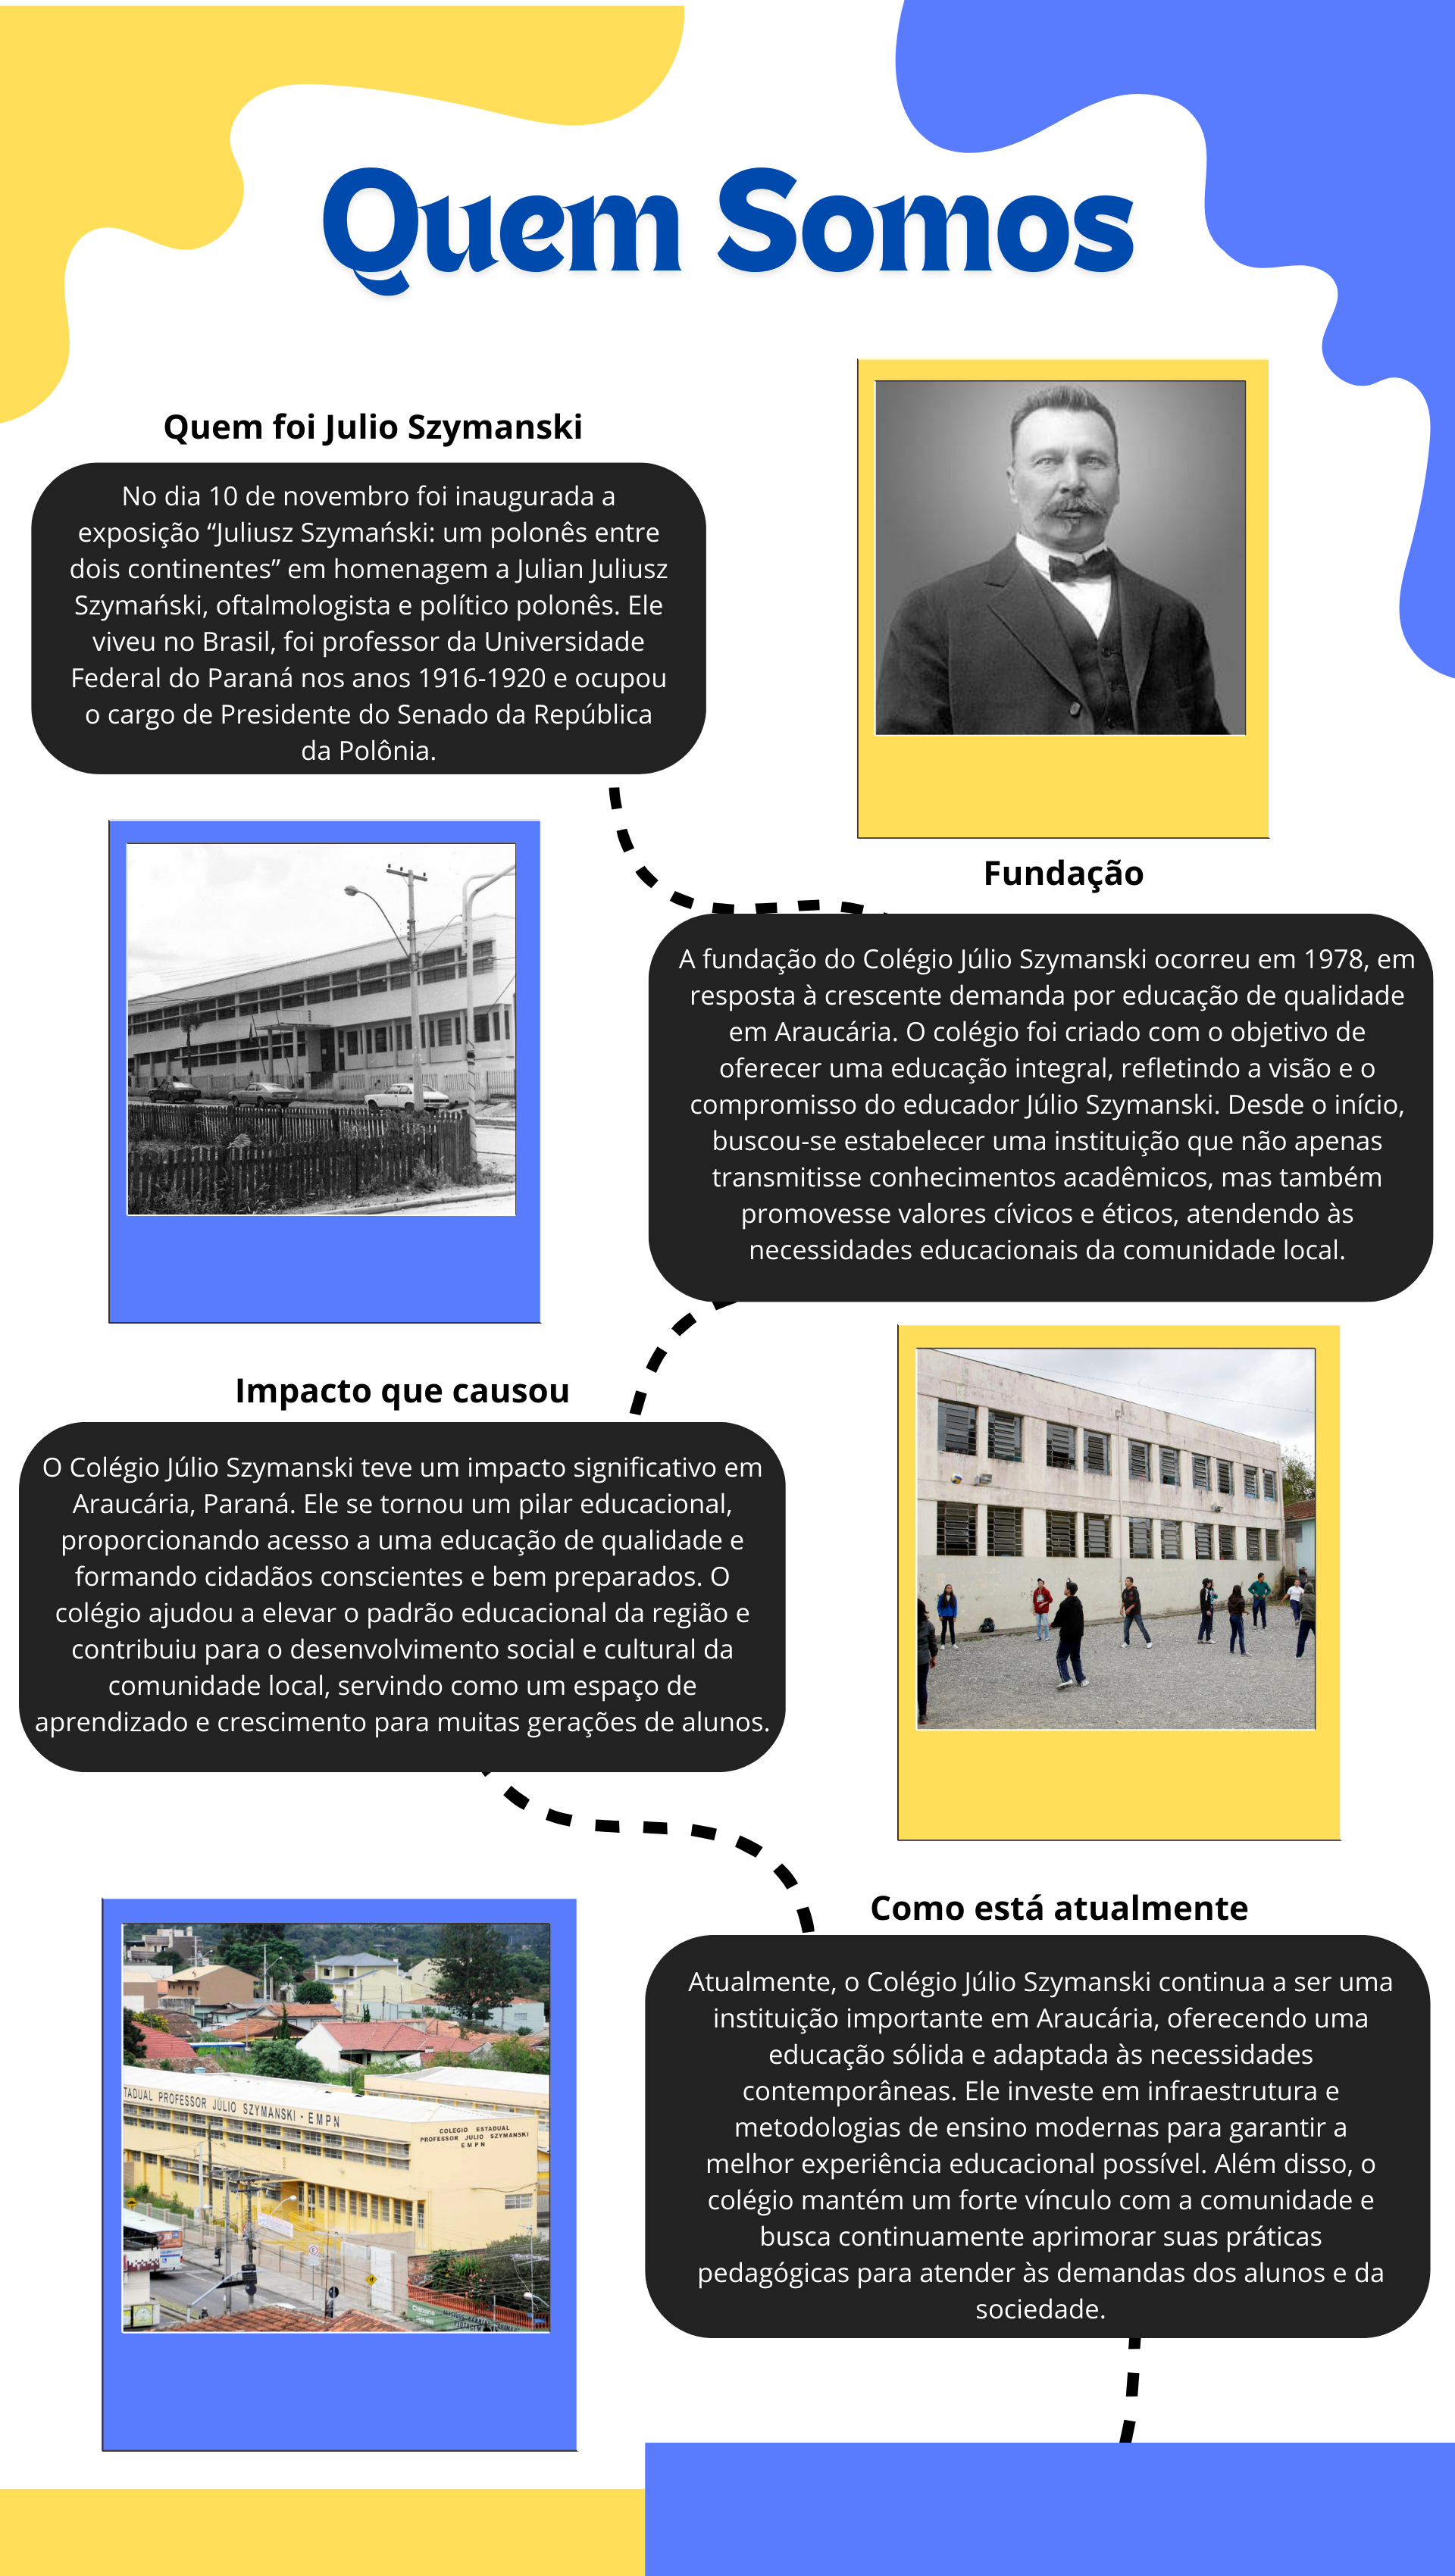 Quem Somos
Quem foi Julio Szymanski
No dia 10 de novembro foi inaugurada a
exposição “Juliusz Szymański: um polonês entre
dois continentes” em homenagem a Julian Juliusz
Szymański, oftalmologista e político polonês. Ele
viveu no Brasil, foi professor da Universidade
Federal do Paraná nos anos 1916-1920 e ocupou
o cargo de Presidente do Senado da República
da Polônia.
Fundação
A fundação do Colégio Júlio Szymanski ocorreu em 1978, em
resposta à crescente demanda por educação de qualidade
em Araucária. O colégio foi criado com o objetivo de
oferecer uma educação integral, refletindo a visão e o
compromisso do educador Júlio Szymanski. Desde o início,
buscou-se estabelecer uma instituição que não apenas
transmitisse conhecimentos acadêmicos, mas também
promovesse valores cívicos e éticos, atendendo às
necessidades educacionais da comunidade local.
Impacto que causou
O Colégio Júlio Szymanski teve um impacto significativo em
Araucária, Paraná. Ele se tornou um pilar educacional,
proporcionando acesso a uma educação de qualidade e
formando cidadãos conscientes e bem preparados. O
colégio ajudou a elevar o padrão educacional da região e
contribuiu para o desenvolvimento social e cultural da
comunidade local, servindo como um espaço de
aprendizado e crescimento para muitas gerações de alunos.
Como está atualmente
Atualmente, o Colégio Júlio Szymanski continua a ser uma
instituição importante em Araucária, oferecendo uma
educação sólida e adaptada às necessidades
contemporâneas. Ele investe em infraestrutura e
metodologias de ensino modernas para garantir a
melhor experiência educacional possível. Além disso, o
colégio mantém um forte vínculo com a comunidade e
busca continuamente aprimorar suas práticas
pedagógicas para atender às demandas dos alunos e da
sociedade.
TADUAL PROFESSOR JÚLIO SZYMANSKI - EMPN
COLEGIO ESTADUAL
PROFESSOR JULIO SZYMANSKI
EMPN